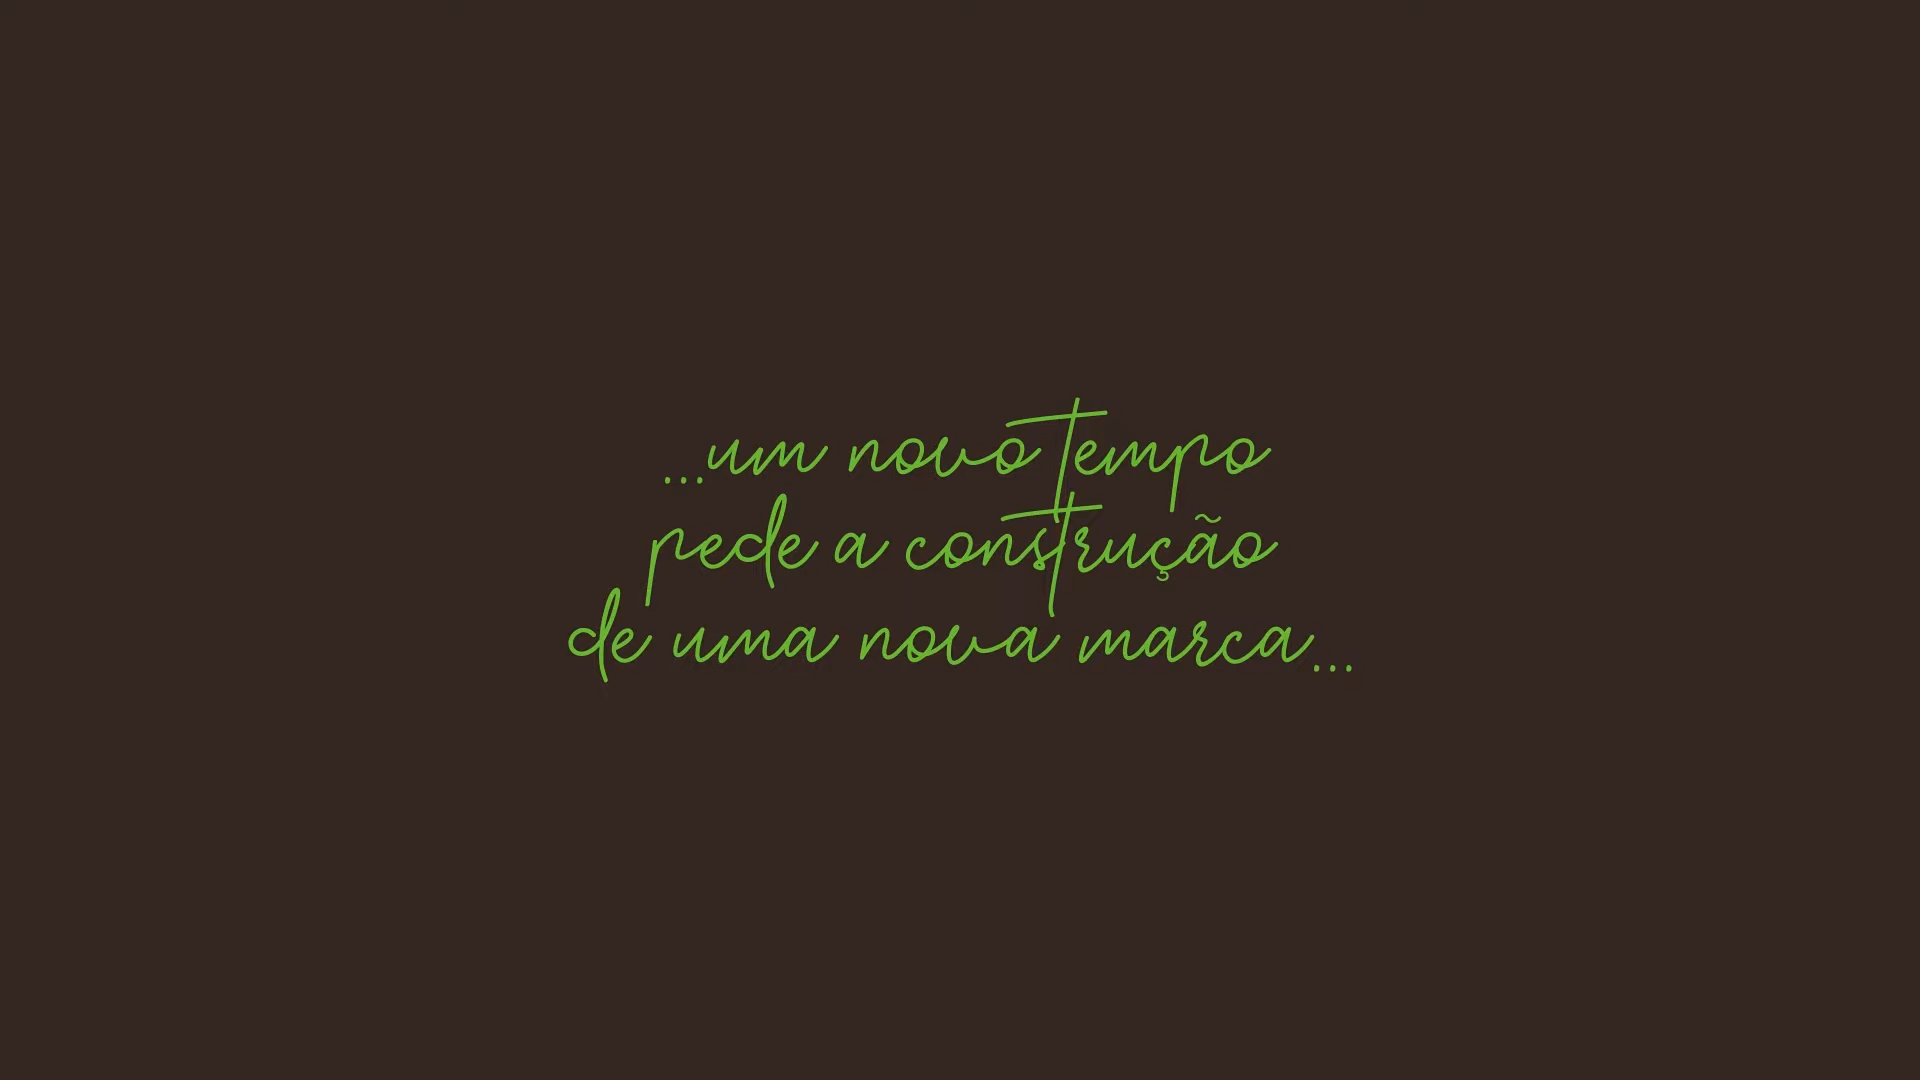 ...um novo tempo
pede a construção
de uma nova marca...